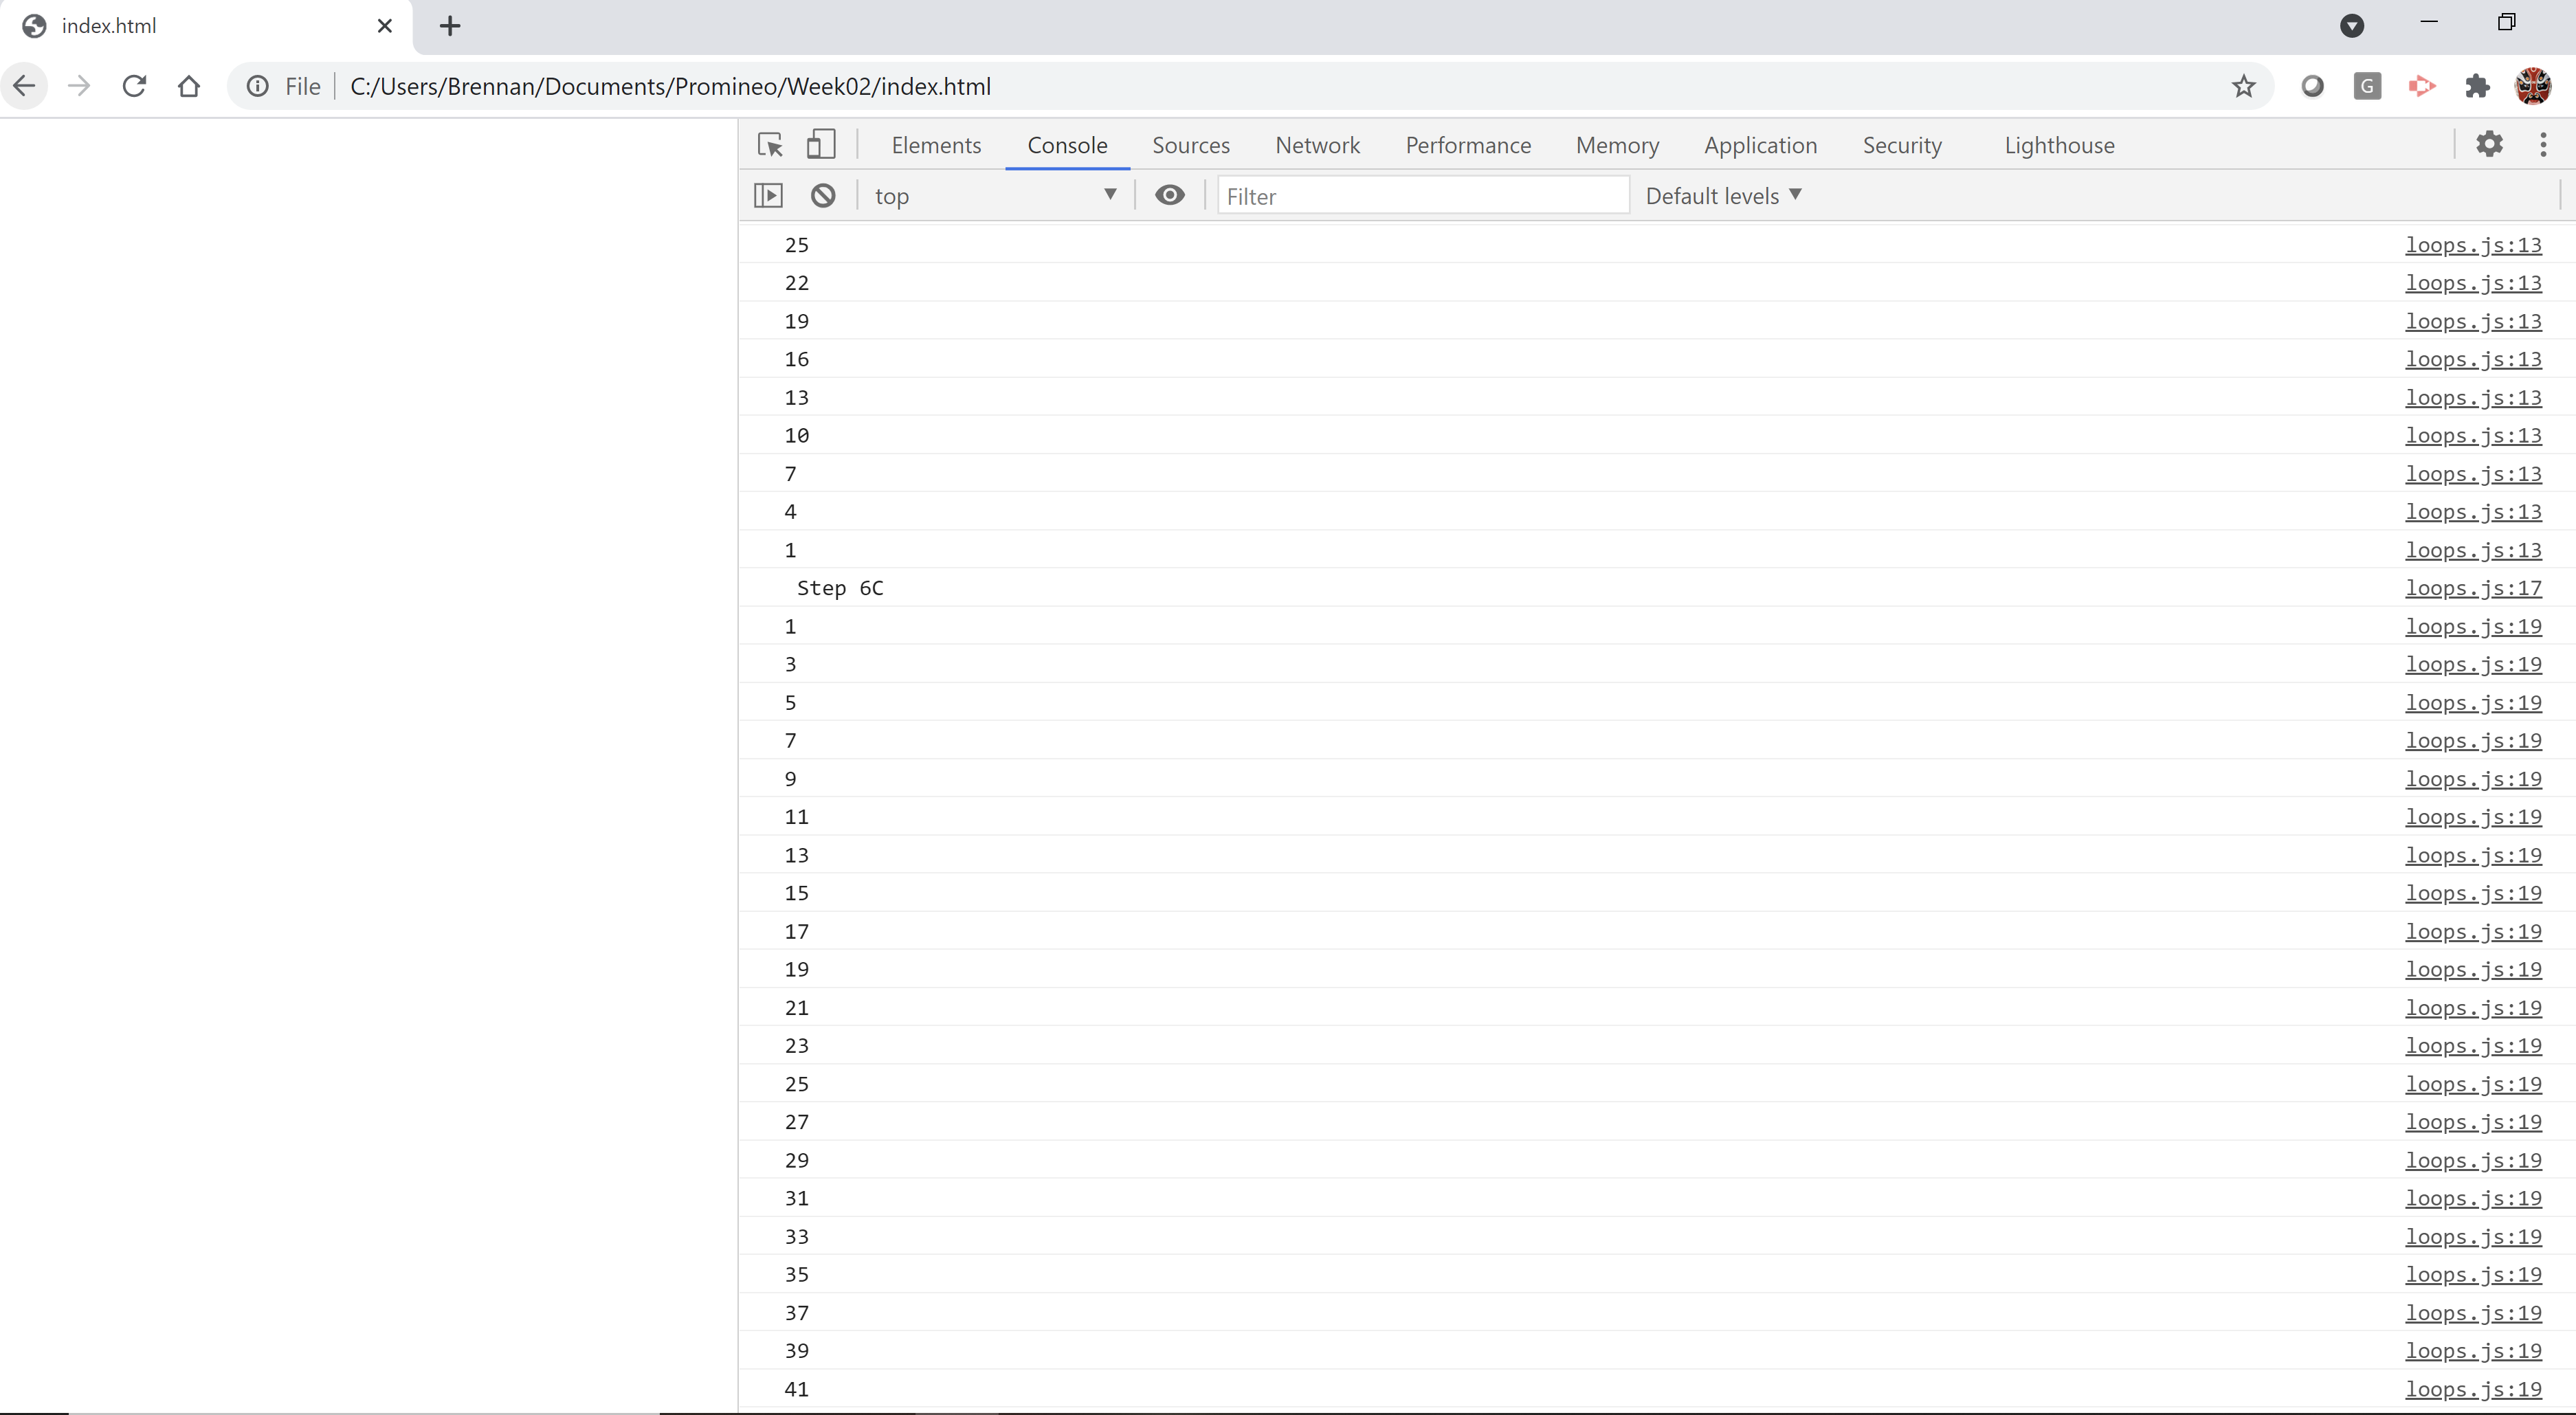 index.html
File C:/Users/Brennan/Documents/Promineo/Week02/index.html
G
Elements Console Sources Network Performance Memory Application Security Lighthouse
top Filter Default levels
25 loops.js:13
22 loops.js:13
19 loops.js:13
16 loops.js:13
13 loops.js:13
10 loops.js:13
7 loops.js:13
4 loops.js:13
1 loops.js:13
Step 6C loops.js:17
1 loops.js:19
3 loops.js:19
5 loops.js:19
7 loops.js:19
9 loops.js:19
11 loops.js:19
13 loops.js:19
15 loops.js:19
17 loops.js:19
19 loops.js:19
21 loops.js:19
23 loops.js:19
25 loops.js:19
27 loops.js:19
29 loops.js:19
31 loops.js:19
33 loops.js:19
35 loops.js:19
37 loops.js:19
39 loops.js:19
41 loops.js:19